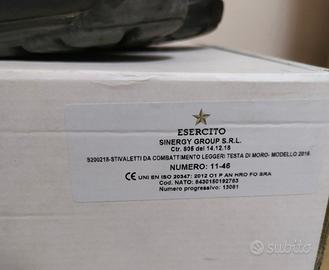 ESERCITO
SINERGY GROUP S.R.L.
Ctr. 505 del 14.12.18
S200218-STIVALETTI DA COMBATTIMENTO LEGGERI TESTA DI MORO- MODELLO 2016
NUMERO: 11-46
CE UNI EN ISO 20347: 2012 O1 P AN HRO FO SRA
Cod. NATO: 8430150192763
Numero progressivo: 13081
subito